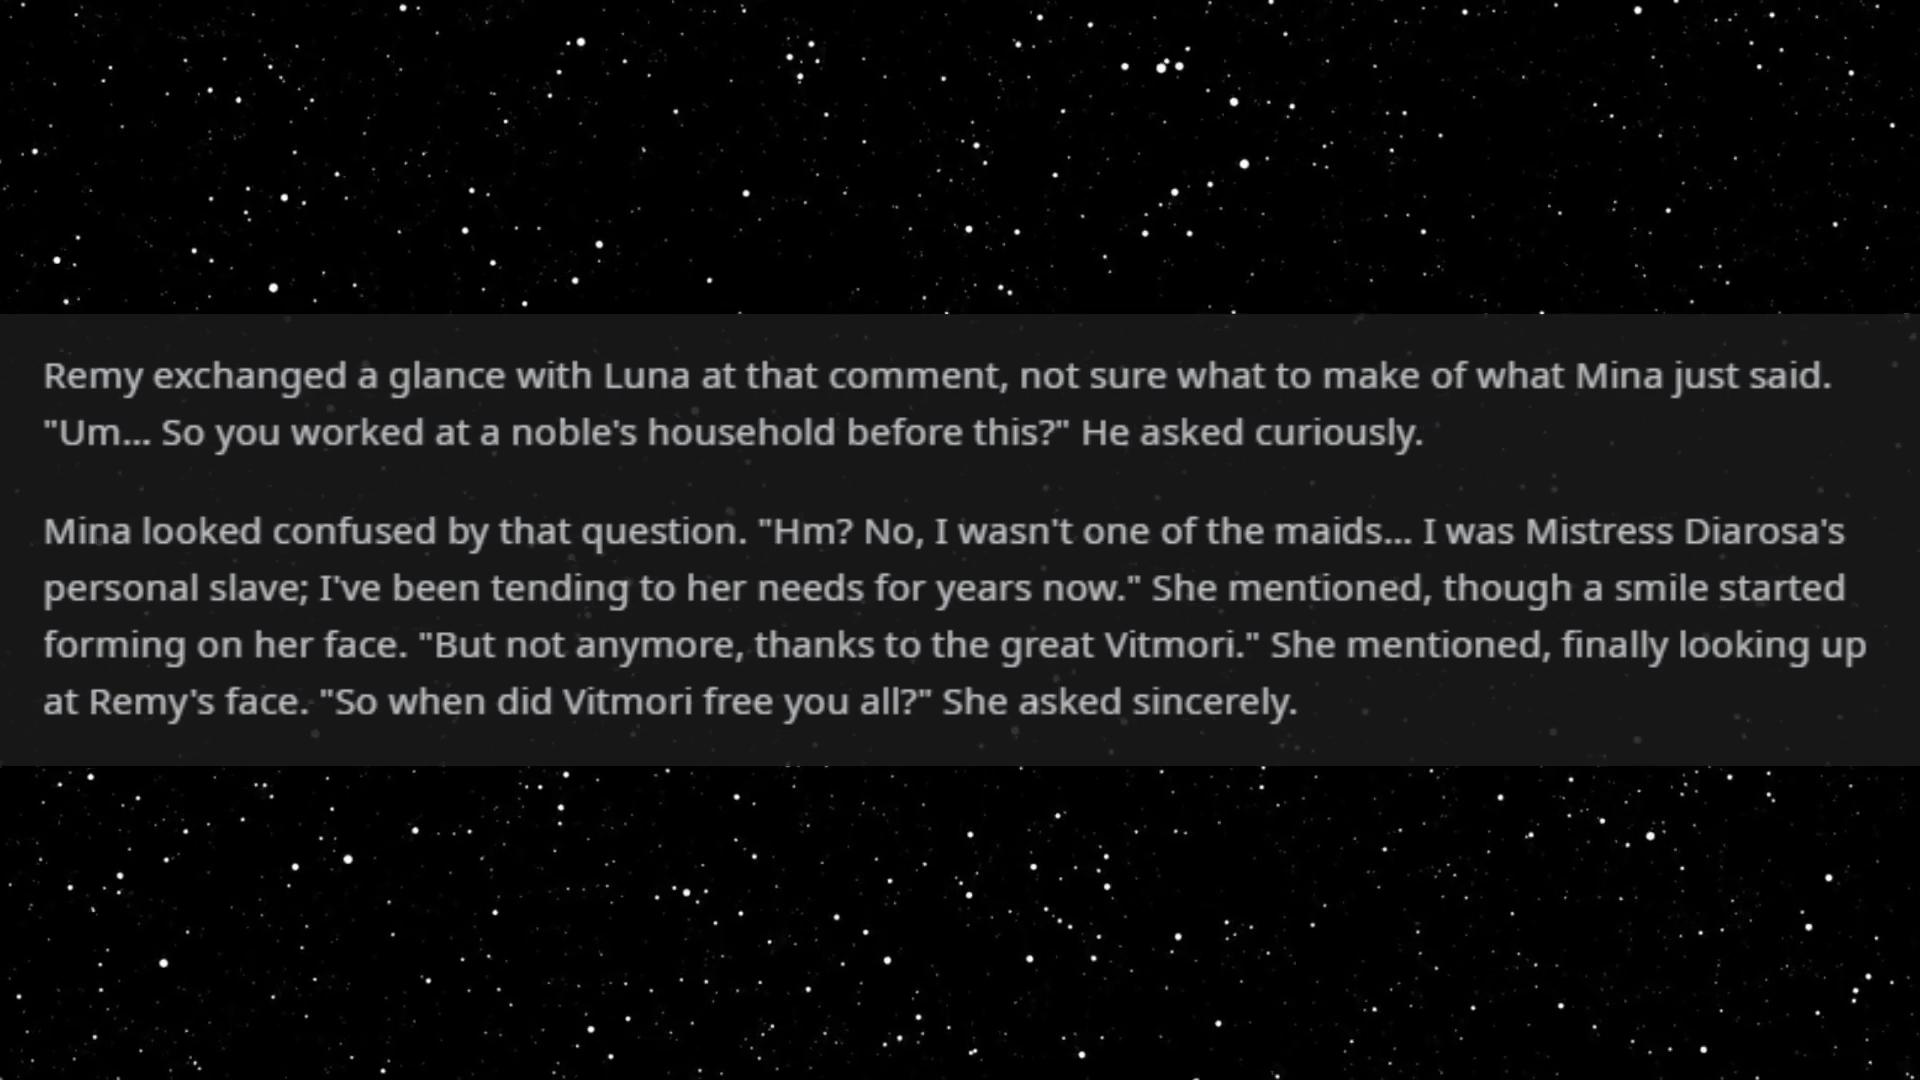 Remy exchanged a glance with Luna at that comment, not sure what to make of what Mina just said.
"Um... So you worked at a noble's household before this?" He asked curiously.
Mina looked confused by that question. "Hm? No, I wasn't one of the maids... I was Mistress Diarosa's
personal slave; I've been tending to her needs for years now." She mentioned, though a smile started
forming on her face. "But not anymore, thanks to the great Vitmori." She mentioned, finally looking up
at Remy's face. "So when did Vitmori free you all?" She asked sincerely.